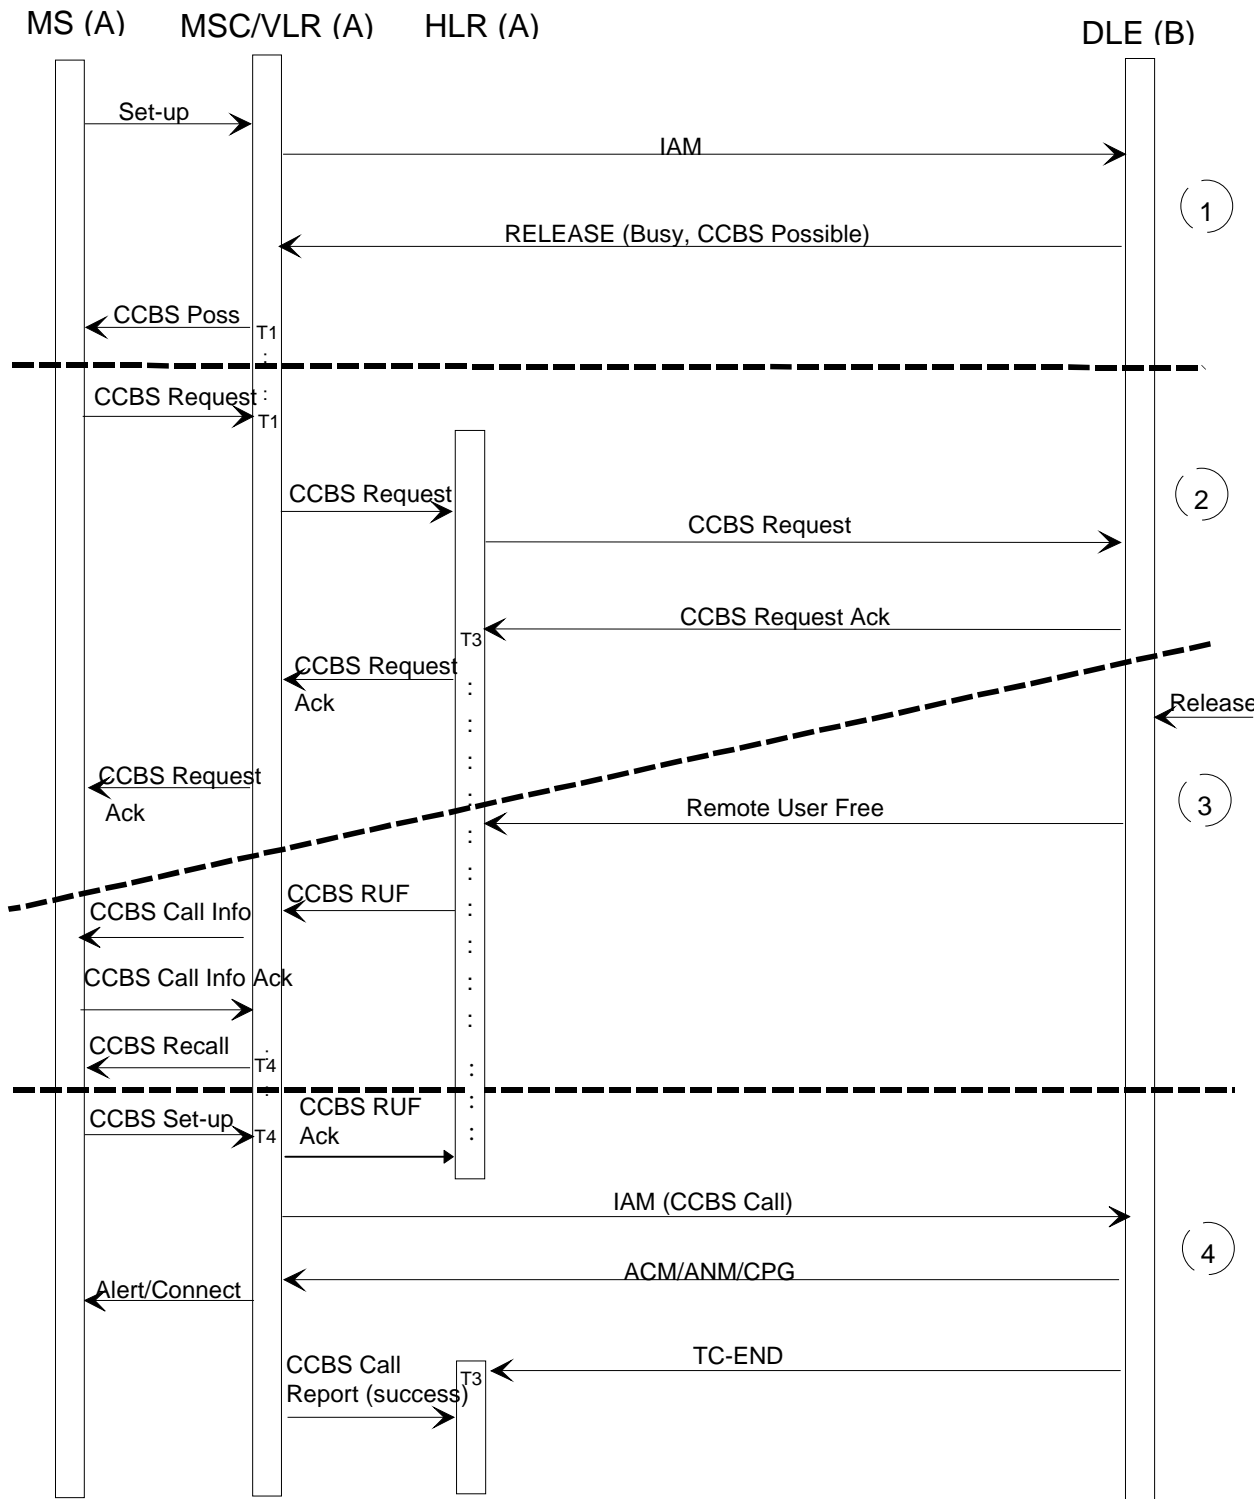 MS (A)
MSC/VLR (A)
HLR (A)
DLE (B)
Set-up
IAM
1
RELEASE (Busy, CCBS Possible)
CCBS Poss
T1
:
:
CCBS Request
T1
CCBS Request
2
CCBS Request
CCBS Request Ack
T3
CCBS Request
Ack
Release
CCBS Request
Ack
3
Remote User Free
CCBS RUF
CCBS Call Info
CCBS Call Info Ack
CCBS Recall
T4
CCBS RUF
Ack
CCBS Set-up
T4
IAM (CCBS Call)
4
ACM/ANM/CPG
Alert/Connect
TC-END
CCBS Call
Report (success)
T3